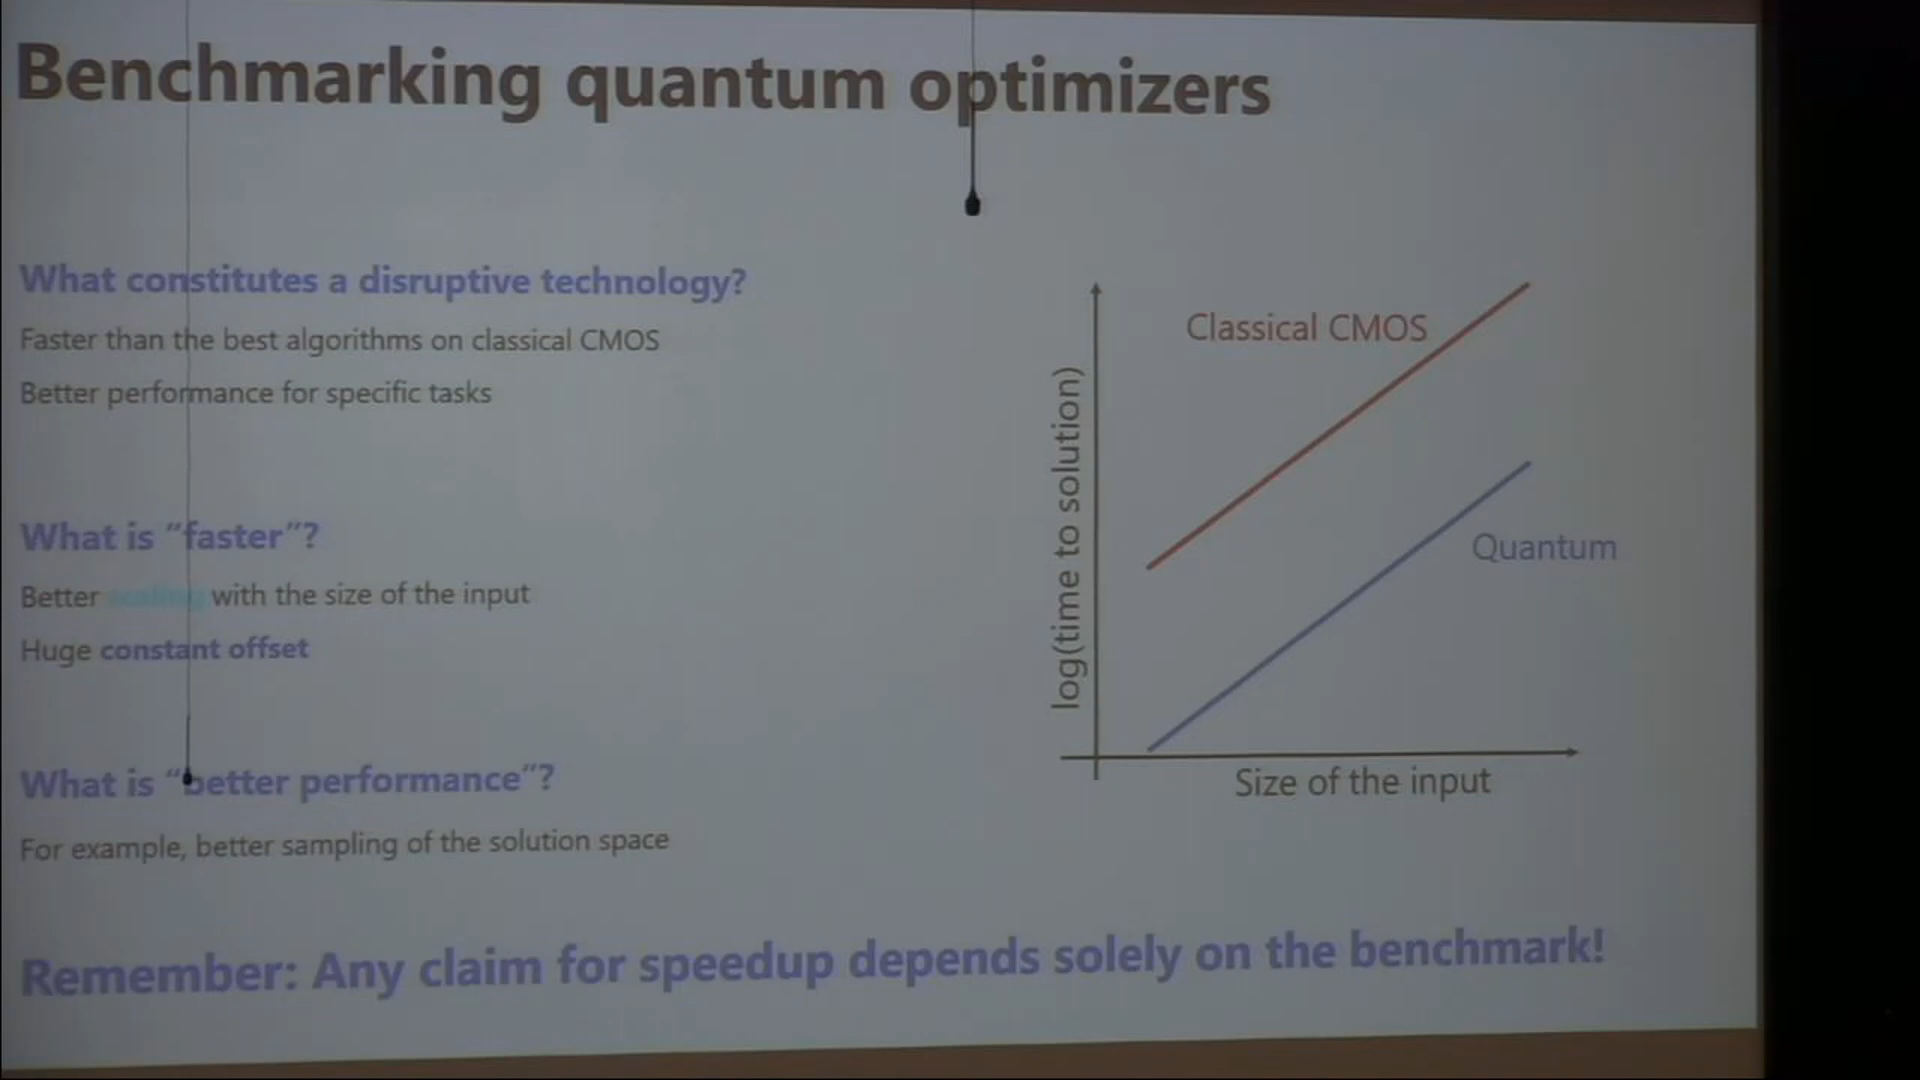 Benchmarking quantum optimizers
What constitutes a disruptive technology?
Faster than the best algorithms on classical CMOS
Better performance for specific tasks
What is “faster”?
Better scaling with the size of the input
Huge constant offset
What is “better performance”?
For example, better sampling of the solution space
Classical CMOS
Quantum
log(time to solution)
Size of the input
Remember: Any claim for speedup depends solely on the benchmark!